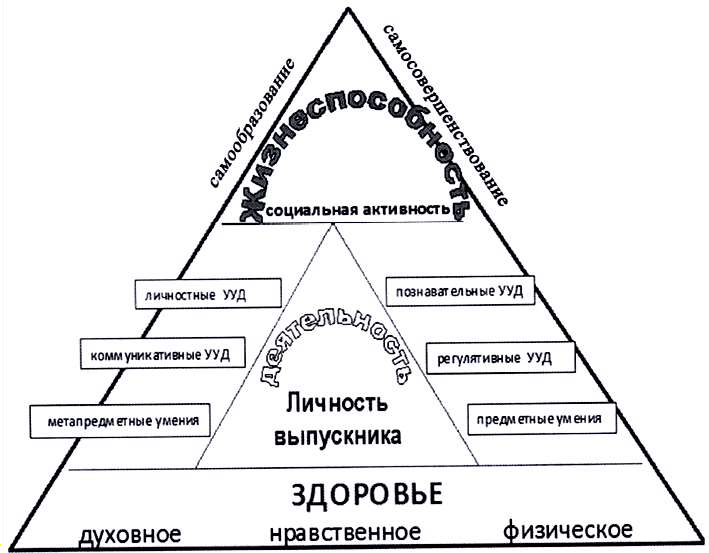 самообразование
самосовершенствование
Жизнеспособность
социальная активность
личностные УУД
познавательные УУД
деятельность
коммуникативные УУД
регулятивные УУД
Личность
выпускника
метапредметные умения
предметные умения
ЗДОРОВЬЕ
духовное нравственное физическое